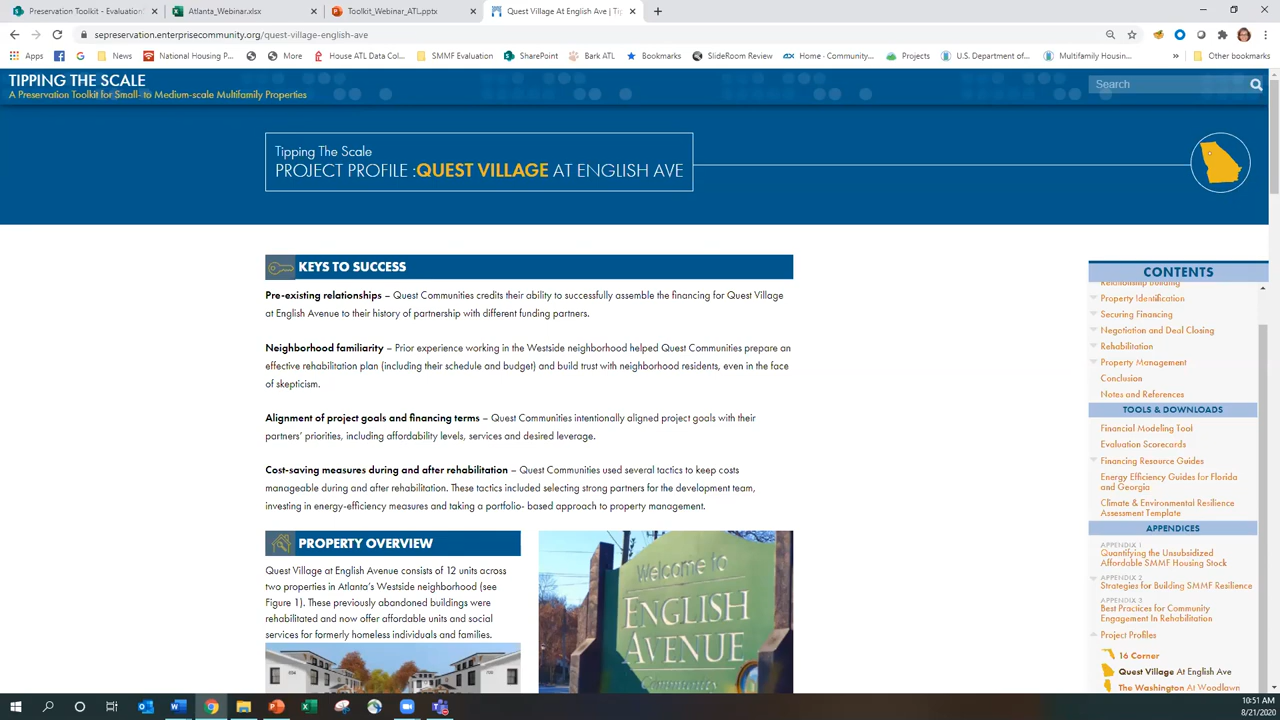 Preservation Toolkit - Evaluation
Atlanta_Webinar.xlsx
Toolkit_Webinar_ATL.pptx
Quest Village At English Ave | Ti
sepreservation.enterprisecommunity.org/quest-village-english-ave
Apps
News
National Housing P...
More
House ATL Data Col...
SMMF Evaluation
SharePoint
Bark ATL
Bookmarks
SlideRoom Review
Home - Community...
Projects
U.S. Department of...
Multifamily Housin...
Other bookmarks
TIPPING THE SCALE
A Preservation Toolkit for Small- to Medium-scale Multifamily Properties
Search
Tipping The Scale
PROJECT PROFILE :QUEST VILLAGE AT ENGLISH AVE
KEYS TO SUCCESS
Pre-existing relationships – Quest Communities credits their ability to successfully assemble the financing for Quest Village
at English Avenue to their history of partnership with different funding partners.
Neighborhood familiarity – Prior experience working in the Westside neighborhood helped Quest Communities prepare an
effective rehabilitation plan (including their schedule and budget) and build trust with neighborhood residents, even in the face
of skepticism.
Alignment of project goals and financing terms – Quest Communities intentionally aligned project goals with their
partners’ priorities, including affordability levels, services and desired leverage.
Cost-saving measures during and after rehabilitation – Quest Communities used several tactics to keep costs
manageable during and after rehabilitation. These tactics included selecting strong partners for the development team,
investing in energy-efficiency measures and taking a portfolio- based approach to property management.
PROPERTY OVERVIEW
Quest Village at English Avenue consists of 12 units across
two properties in Atlanta’s Westside neighborhood (see
Figure 1). These previously abandoned buildings were
rehabilitated and now offer affordable units and social
services for formerly homeless individuals and families.
Welcome to
ENGLISH
AVENUE
Community
CONTENTS
Relationship Building
Property Identification
Securing Financing
Negotiation and Deal Closing
Rehabilitation
Property Management
Conclusion
Notes and References
TOOLS & DOWNLOADS
Financial Modeling Tool
Evaluation Scorecards
Financing Resource Guides
Energy Efficiency Guides for Florida
and Georgia
Climate & Environmental Resilience
Assessment Template
APPENDICES
APPENDIX 1
Quantifying the Unsubsidized
Affordable SMMF Housing Stock
APPENDIX 2
Strategies for Building SMMF Resilience
APPENDIX 3
Best Practices for Community
Engagement In Rehabilitation
Project Profiles
16 Corner
Quest Village At English Ave
The Washington At Woodlawn
10:51 AM
8/21/2020